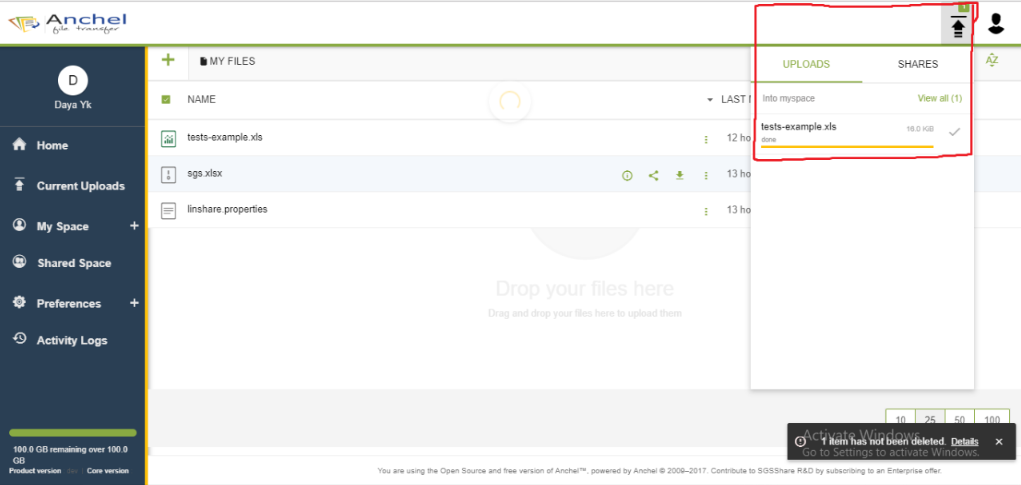 Anchel
file transfer
1
D
Daya Yk
Home
Current Uploads
My Space +
Shared Space
Preferences +
Activity Logs
100.0 GB remaining over 100.0
GB
Product version dev | Core version
+ MY FILES
NAME
LAST M
tests-example.xls
12 ho
sgs.xlsx
13 ho
linshare.properties
13 ho
Drop your files here
Drag and drop your files here to upload them
UPLOADS SHARES
AZ
Into myspace View all (1)
tests-example.xls 16.0 KiB
done
10 25 50 100
Activate Windows
Go to Settings to activate Windows.
1 item has not been deleted. Details ×
You are using the Open Source and free version of Anchel™, powered by Anchel © 2009–2017. Contribute to SGSShare R&D by subscribing to an Enterprise offer.